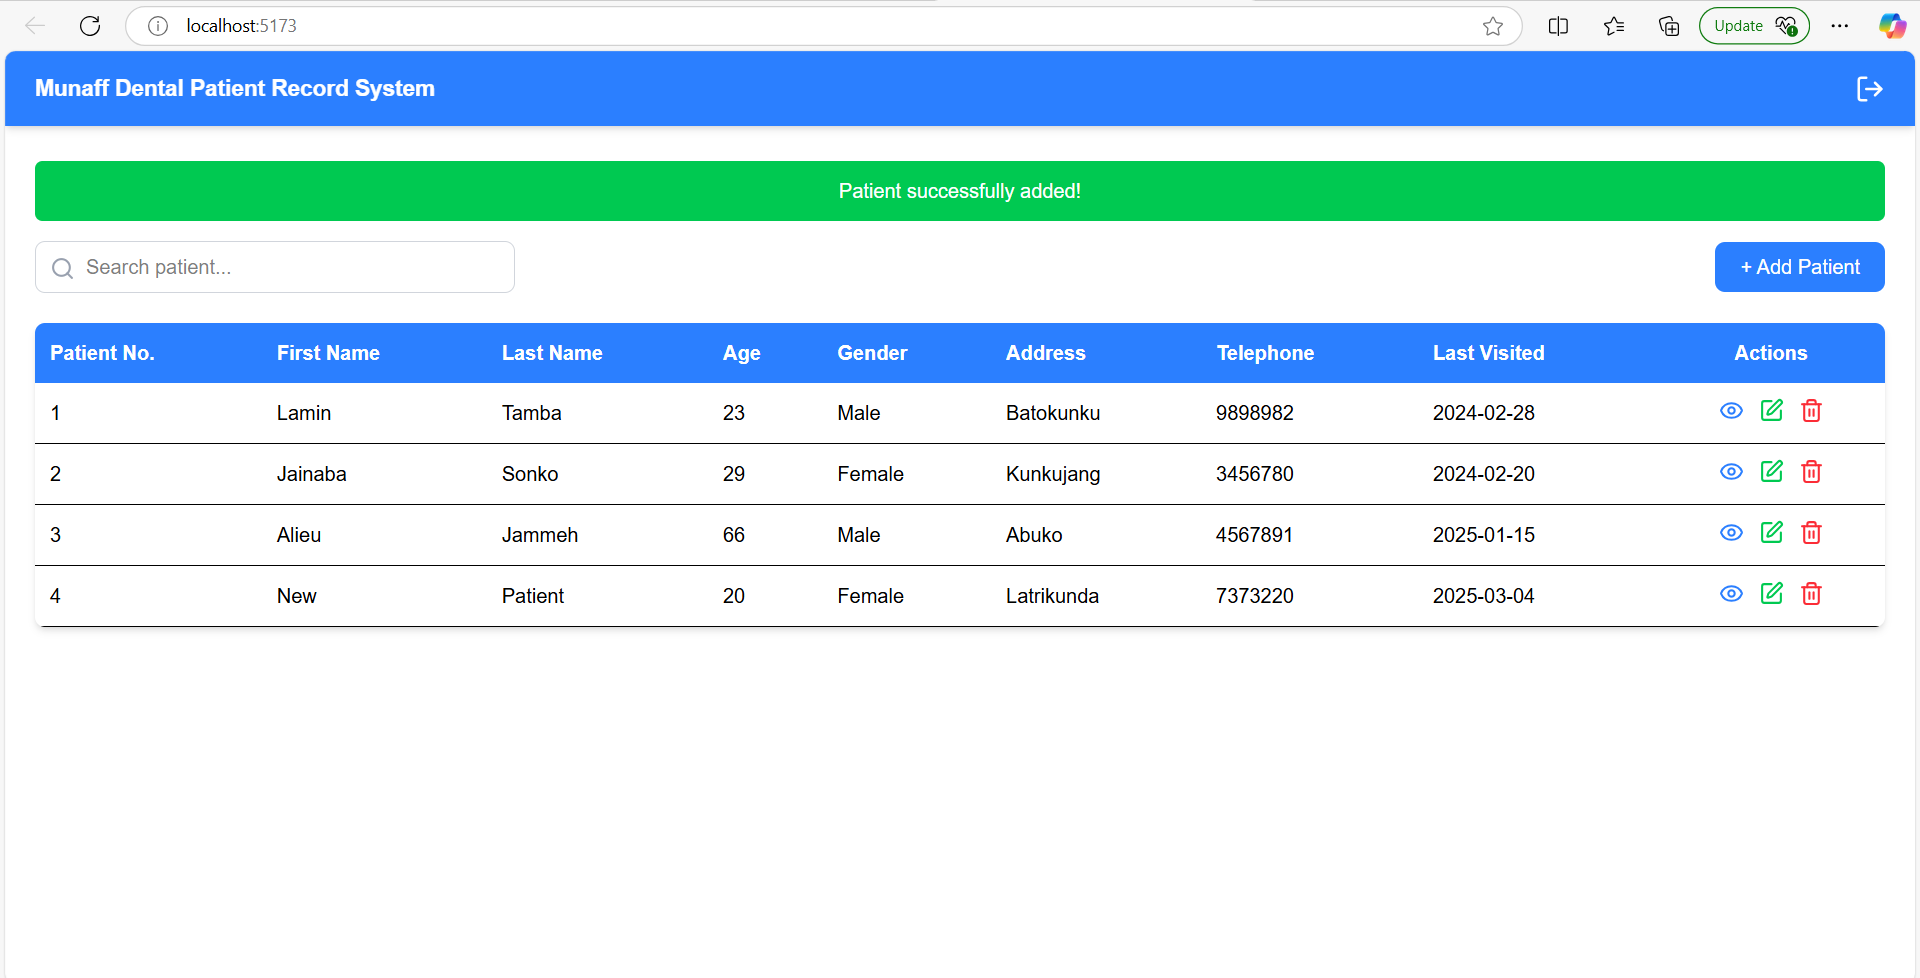 localhost:5173
Update
Munaff Dental Patient Record System
Patient successfully added!
Search patient...
+ Add Patient
Patient No. First Name Last Name Age Gender Address Telephone Last Visited Actions
1 Lamin Tamba 23 Male Batokunku 9898982 2024-02-28
2 Jainaba Sonko 29 Female Kunkujang 3456780 2024-02-20
3 Alieu Jammeh 66 Male Abuko 4567891 2025-01-15
4 New Patient 20 Female Latrikunda 7373220 2025-03-04